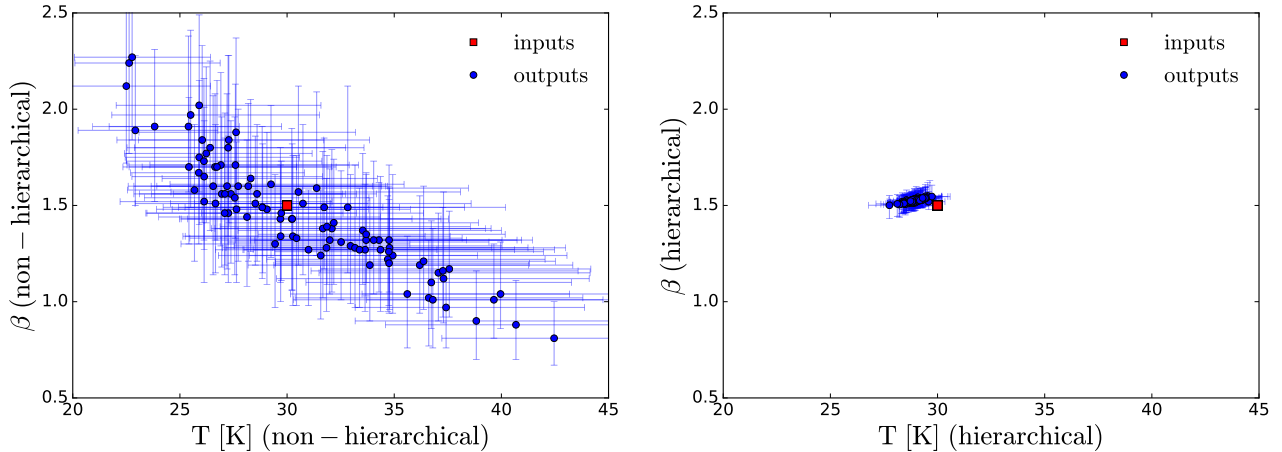 2.5
2.0
1.5
1.0
0.5
β (non − hierarchical)
inputs
outputs
20 25 30 35 40 45
T [K] (non − hierarchical)
2.5
2.0
1.5
1.0
0.5
β (hierarchical)
inputs
outputs
20 25 30 35 40 45
T [K] (hierarchical)